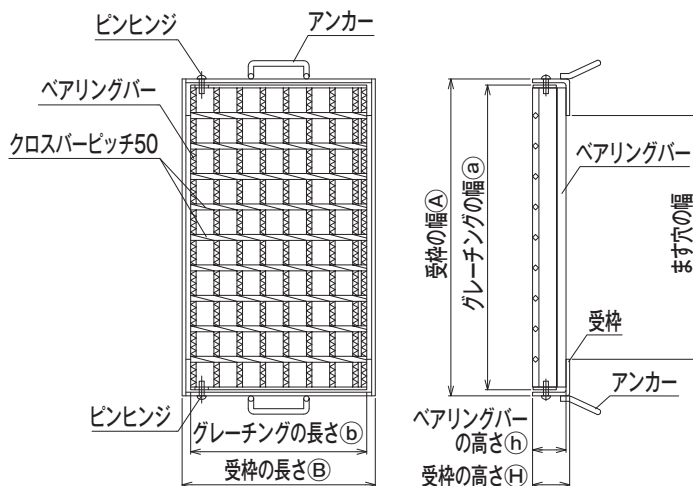 ピンヒンジ
アンカー
ベアリングバー
クロスバーピッチ50
ピンヒンジ
グレーチングの長さⓑ
受枠の長さⒷ
受枠の幅Ⓐ
グレーチングの幅ⓐ
ベアリングバー
ます穴の幅
受枠
アンカー
ベアリングバー
の高さⓗ
受枠の高さⒽ